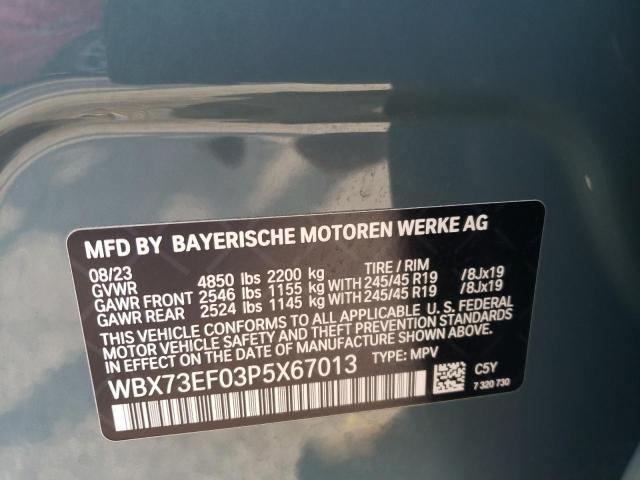 MFD BY BAYERISCHE MOTOREN WERKE AG
08/23 TIRE / RIM
GVWR 4850 lbs 2200 kg
GAWR FRONT 2546 lbs 1155 kg WITH 245/45 R19 /8Jx19
GAWR REAR 2524 lbs 1145 kg WITH 245/45 R19 /8Jx19
THIS VEHICLE CONFORMS TO ALL APPLICABLE U. S. FEDERAL
MOTOR VEHICLE SAFETY AND THEFT PREVENTION STANDARDS
IN EFFECT ON THE DATE OF MANUFACTURE SHOWN ABOVE.
WBX73EF03P5X67013 TYPE: MPV
C5Y
7 320 730